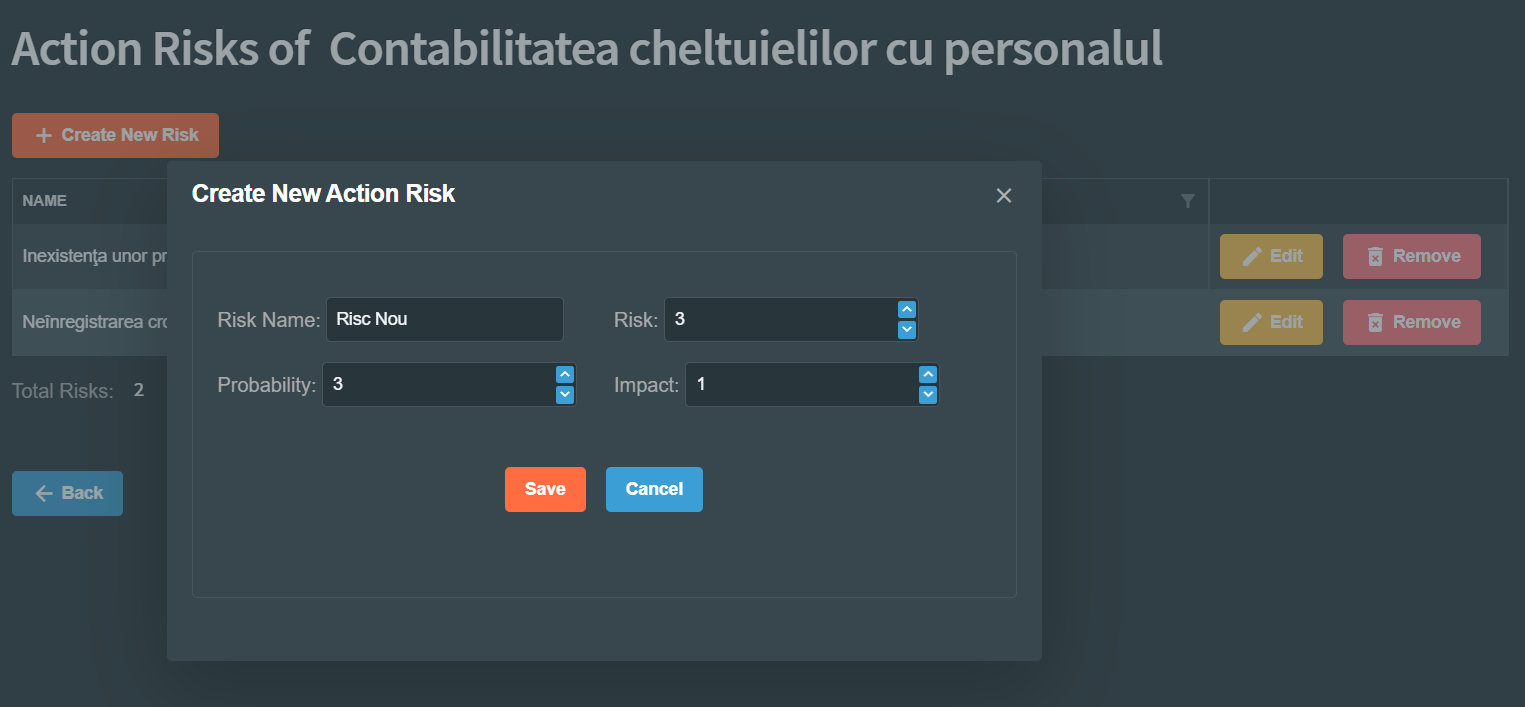 Action Risks of Contabilitatea cheltuielilor cu personalul
Create New Risk
NAME
Create New Action Risk
Inexistenţa unor
Edit Remove
Neînregistrarea
Edit Remove
Risk Name: Risc Nou Risk: 3
Probability: 3 Impact: 1
Total Risks: 2
Save Cancel
Back